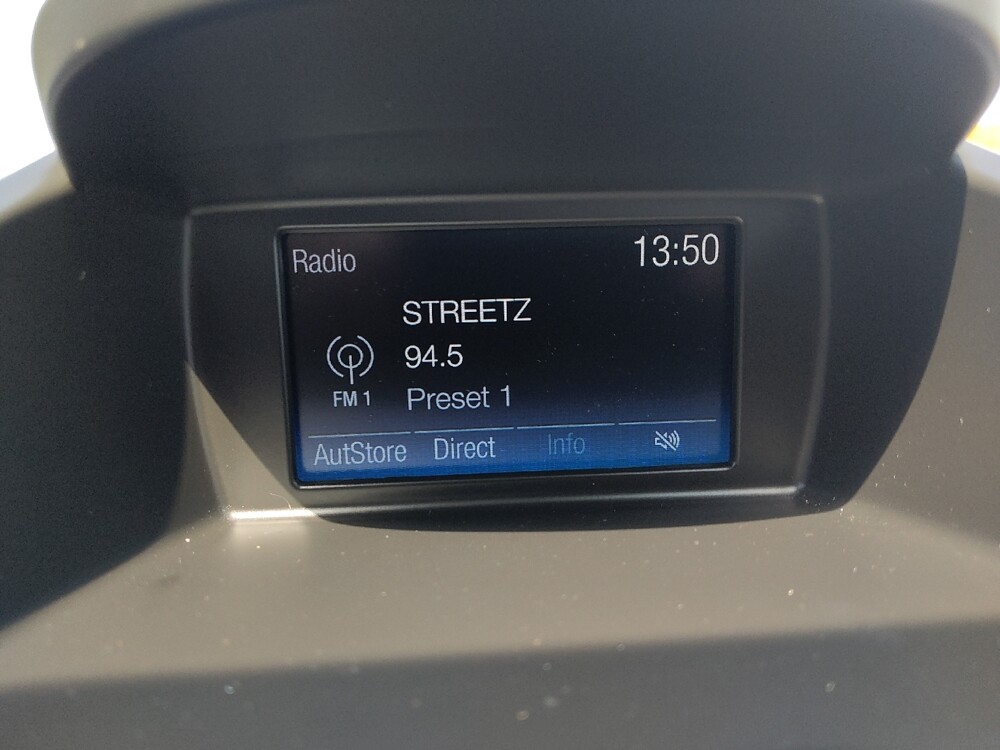 Radio 13:50
STREETZ
94.5
FM 1 Preset 1
AutStore Direct Info